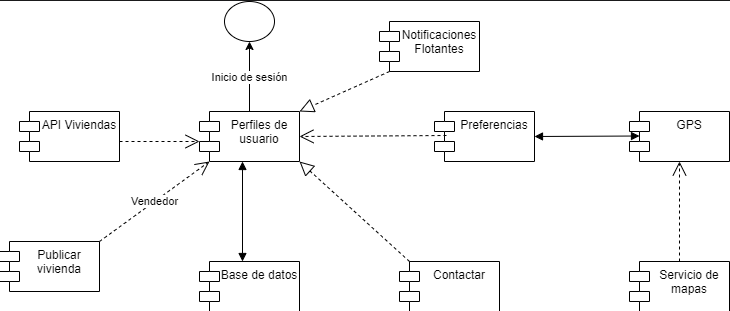 Notificaciones
Flotantes
Inicio de sesión
API Viviendas
Perfiles de
usuario
Preferencias
GPS
Vendedor
Publicar
vivienda
Base de datos
Contactar
Servicio de
mapas